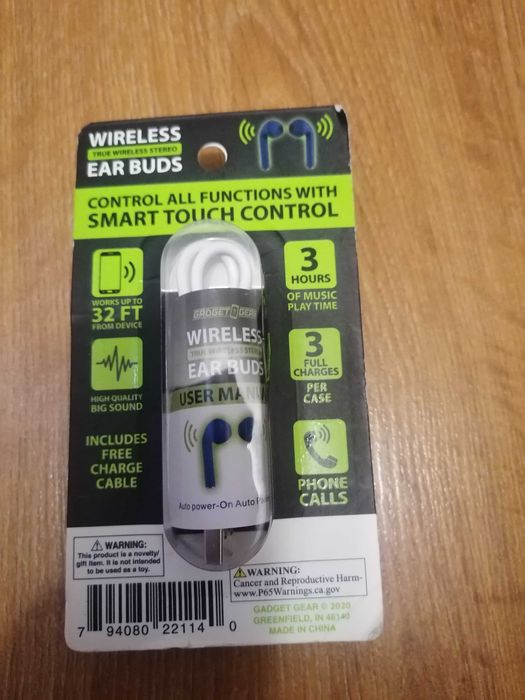 WIRELESS
TRUE WIRELESS STEREO
EAR BUDS
CONTROL ALL FUNCTIONS WITH
SMART TOUCH CONTROL
WORKS UP TO
32 FT
FROM DEVICE
HIGH QUALITY
BIG SOUND
INCLUDES
FREE
CHARGE
CABLE
GADGET GEAR
WIRELESS
TRUE WIRELESS STEREO
EAR BUDS
USER MANU
Auto power-On Auto
3
HOURS
OF MUSIC
PLAY TIME
3
FULL
CHARGES
PER
CASE
PHONE
CALLS
WARNING:
This product is a novelty/
gift item. It is not intended
to be used as a toy.
7 94080 22114 0
WARNING:
Cancer and Reproductive Harm-
www.P65Warnings.ca.gov
GADGET GEAR © 2020
GREENFIELD, IN 46140
MADE IN CHINA